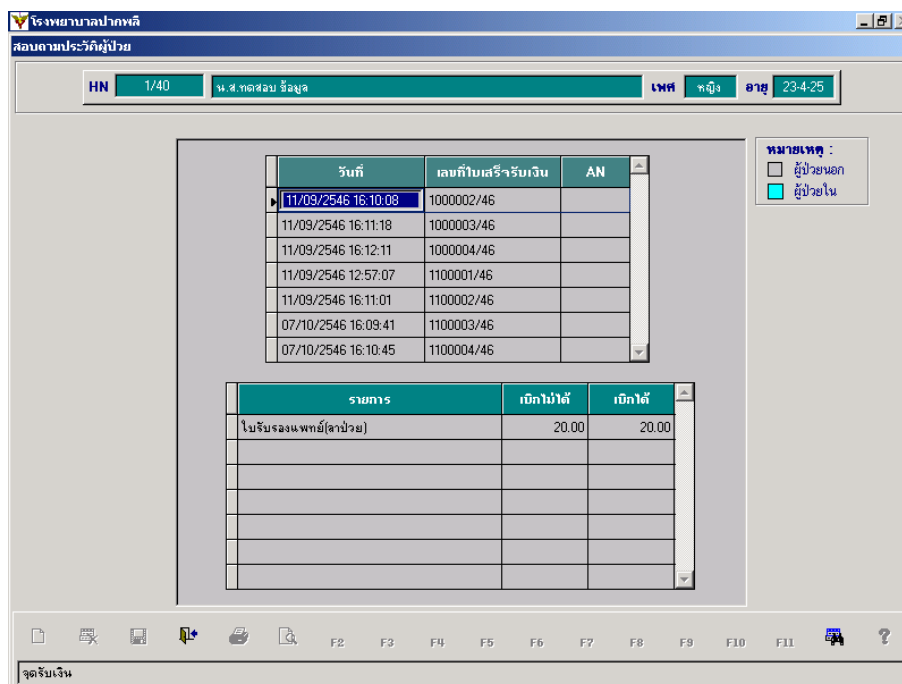 โรงพยาบาลปากพลี
สอบถามประวัติผู้ป่วย
HN 1/40 น.ส.ทดสอบ ข้อมูล เพศ หญิง อายุ 23-4-25
หมายเหตุ :
ผู้ป่วยนอก
ผู้ป่วยใน
วันที่ เลขที่ใบเสร็จรับเงิน AN
11/09/2546 16:10:08 1000002/46
11/09/2546 16:11:18 1000003/46
11/09/2546 16:12:11 1000004/46
11/09/2546 12:57:07 1100001/46
11/09/2546 16:11:01 1100002/46
07/10/2546 16:09:41 1100003/46
07/10/2546 16:10:45 1100004/46
รายการ เบิกไม่ได้ เบิกได้
ใบรับรองแพทย์(ลาป่วย) 20.00 20.00
F2 F3 F4 F5 F6 F7 F8 F9 F10 F11 ?
จุดรับเงิน